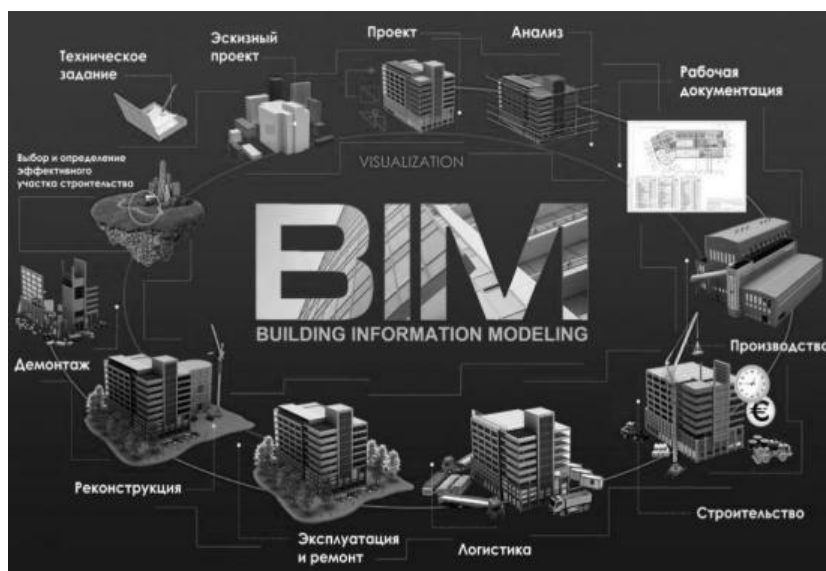 Техническое
задание
Эскизный
проект
Проект
Анализ
Рабочая
документация
Выбор и определение
эффективного
участка строительства
VISUALIZATION
BIM
BUILDING INFORMATION MODELING
Демонтаж
Производство
€
Реконструкция
Строительство
Эксплуатация
и ремонт
Логистика